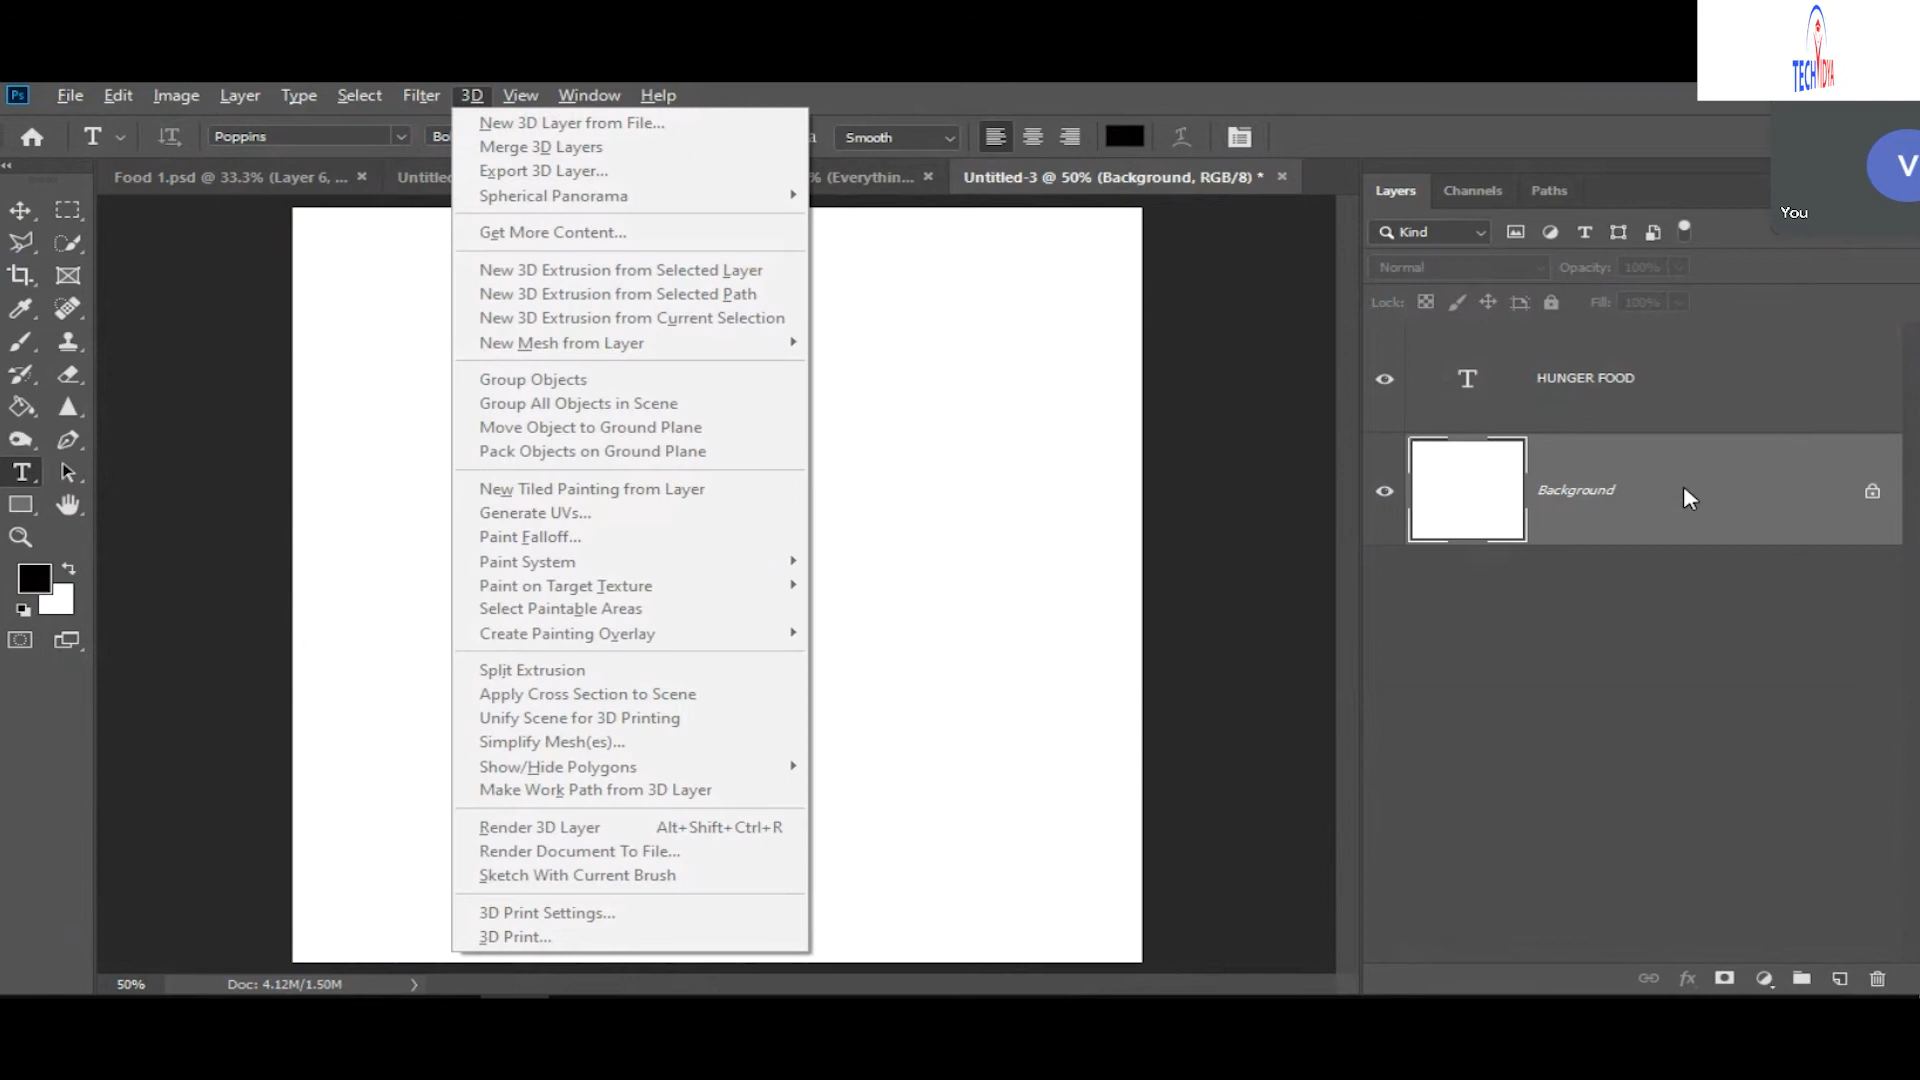 TECHVIDYA
Ps File Edit Image Layer Type Select Filter 3D View Window Help
T Poppins Smooth
V
You
Food 1.psd @ 33.3% (Layer 6, ... × × Untitled-3 @ 50% (Background, RGB/8) * ×
New 3D Layer from File...
Merge 3D Layers
Export 3D Layer...
Spherical Panorama
Get More Content...
New 3D Extrusion from Selected Layer
New 3D Extrusion from Selected Path
New 3D Extrusion from Current Selection
New Mesh from Layer
Group Objects
Group All Objects in Scene
Move Object to Ground Plane
Pack Objects on Ground Plane
New Tiled Painting from Layer
Generate UVs...
Paint Falloff...
Paint System
Paint on Target Texture
Select Paintable Areas
Create Painting Overlay
Split Extrusion
Apply Cross Section to Scene
Unify Scene for 3D Printing
Simplify Mesh(es)...
Show/Hide Polygons
Make Work Path from 3D Layer
Render 3D Layer Alt+Shift+Ctrl+R
Render Document To File...
Sketch With Current Brush
3D Print Settings...
3D Print...
Layers Channels Paths
Kind
Normal Opacity: 100%
Lock: Fill: 100%
T HUNGER FOOD
Background
fx
50% Doc: 4.12M/1.50M